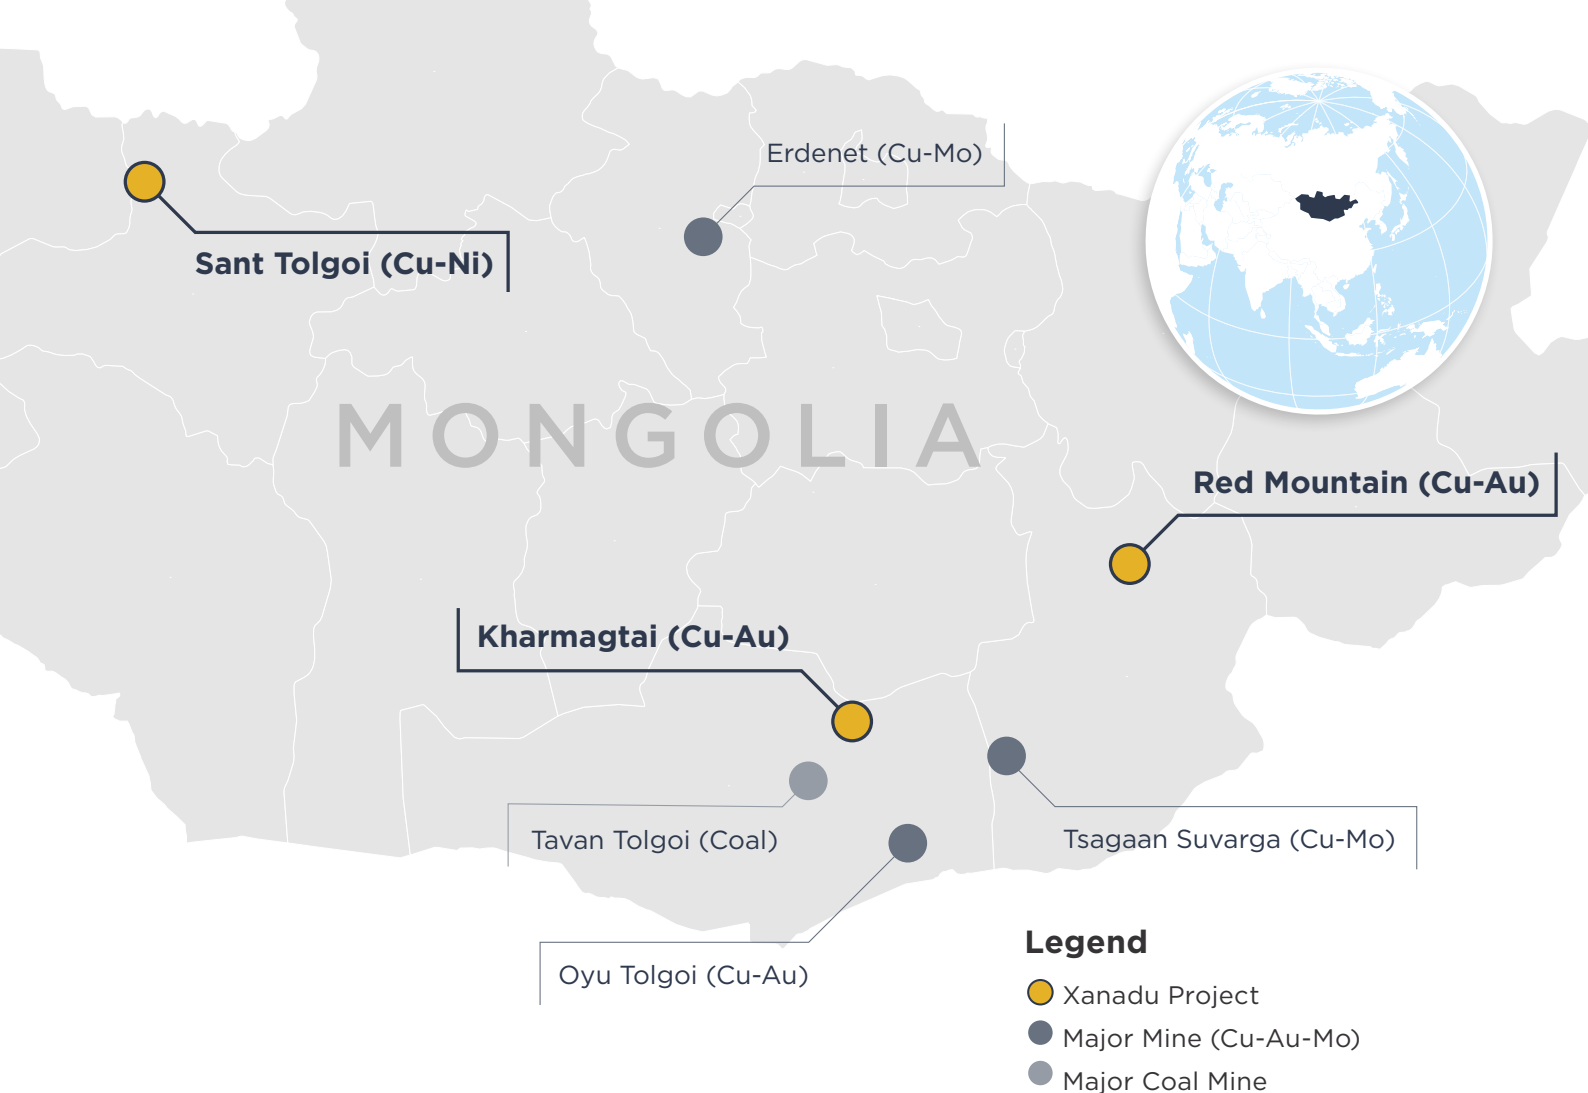 Erdenet (Cu-Mo)
Sant Tolgoi (Cu-Ni)
MONGOLIA
Red Mountain (Cu-Au)
Kharmagtai (Cu-Au)
Tavan Tolgoi (Coal)
Tsagaan Suvarga (Cu-Mo)
Oyu Tolgoi (Cu-Au)
Legend
Xanadu Project
Major Mine (Cu-Au-Mo)
Major Coal Mine